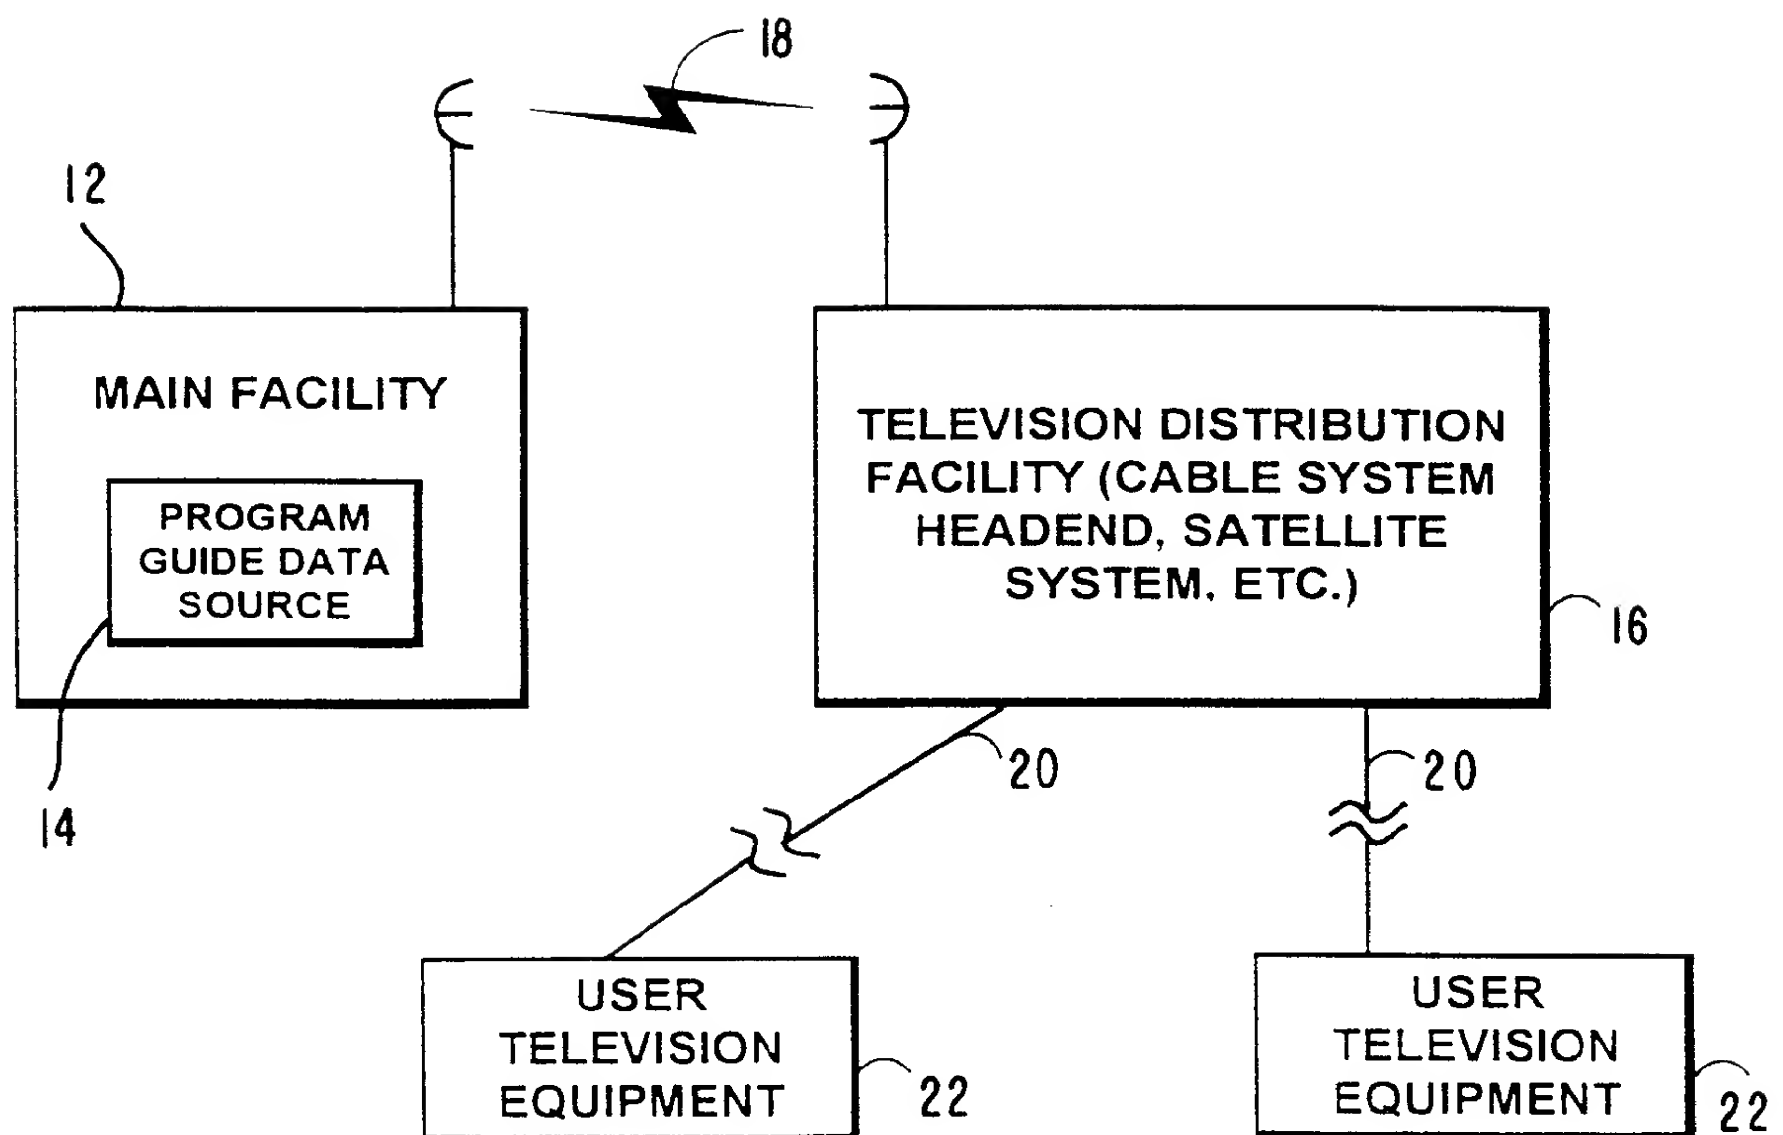 18
12
MAIN FACILITY
PROGRAM
GUIDE DATA
SOURCE
14
TELEVISION DISTRIBUTION
FACILITY (CABLE SYSTEM
HEADEND, SATELLITE
SYSTEM, ETC.)
16
20
20
USER
TELEVISION
EQUIPMENT
22
USER
TELEVISION
EQUIPMENT
22